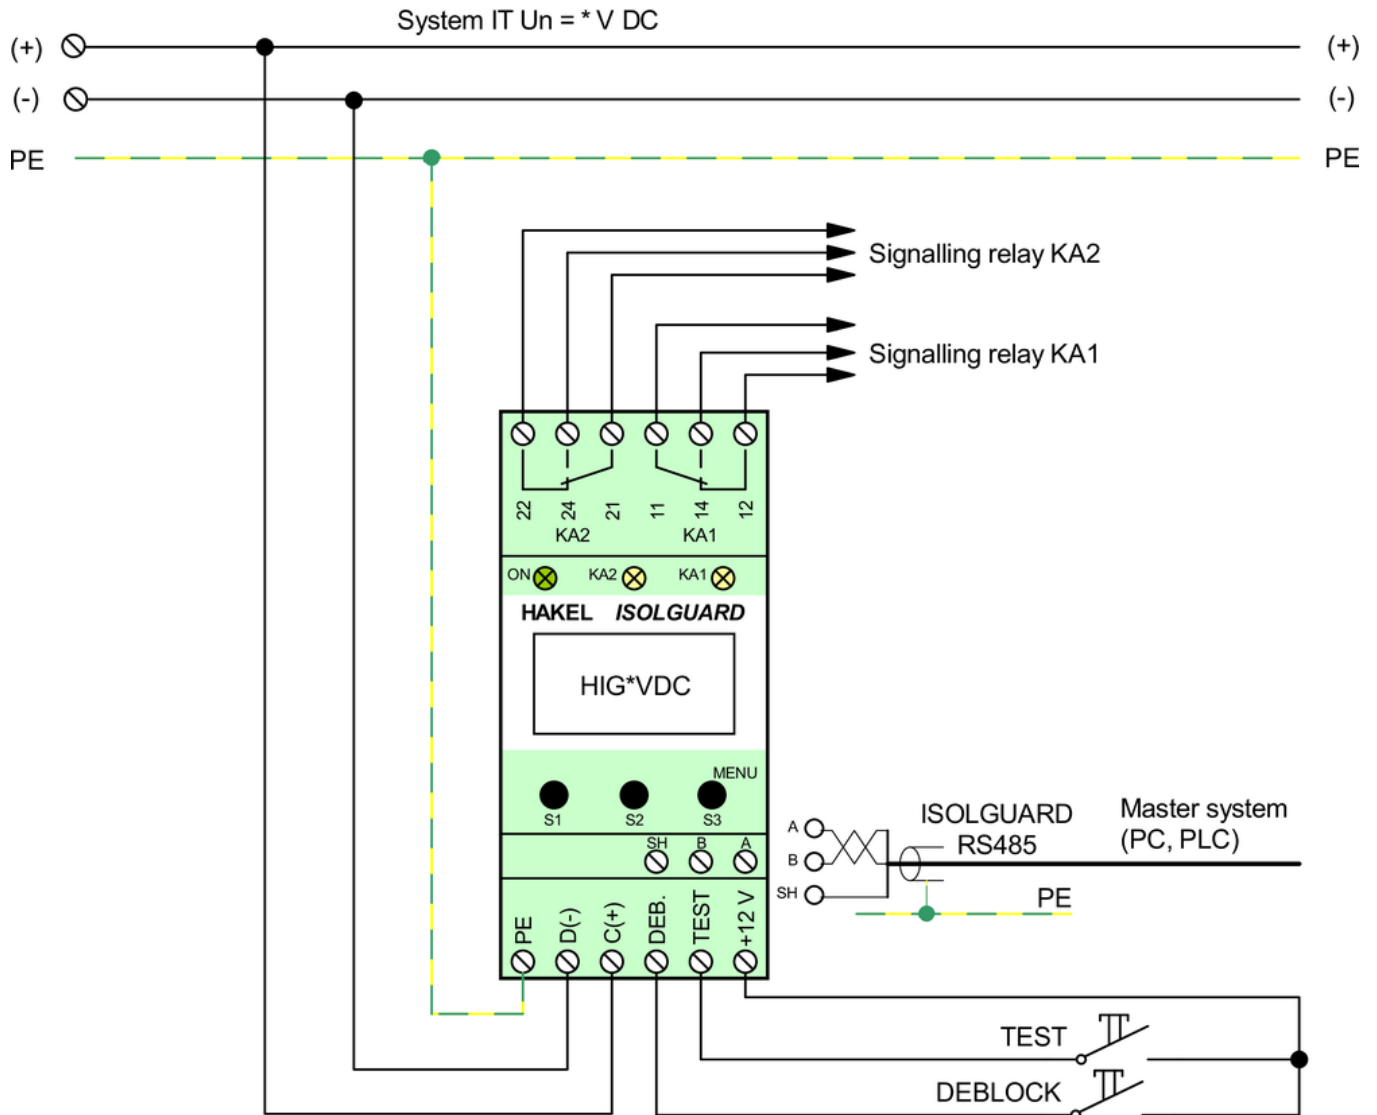 System IT Un = * V DC
(+) (+)
(-) (-)
PE PE
Signalling relay KA2
Signalling relay KA1
22 24 21 11 14 12
KA2 KA1
ON KA2 KA1
HAKEL ISOLGUARD
HIG*VDC
MENU
S1 S2 S3
SH B A
PE D(-) C(+) DEB. TEST +12 V
A
B
SH
ISOLGUARD
RS485
Master system
(PC, PLC)
PE
TEST
DEBLOCK